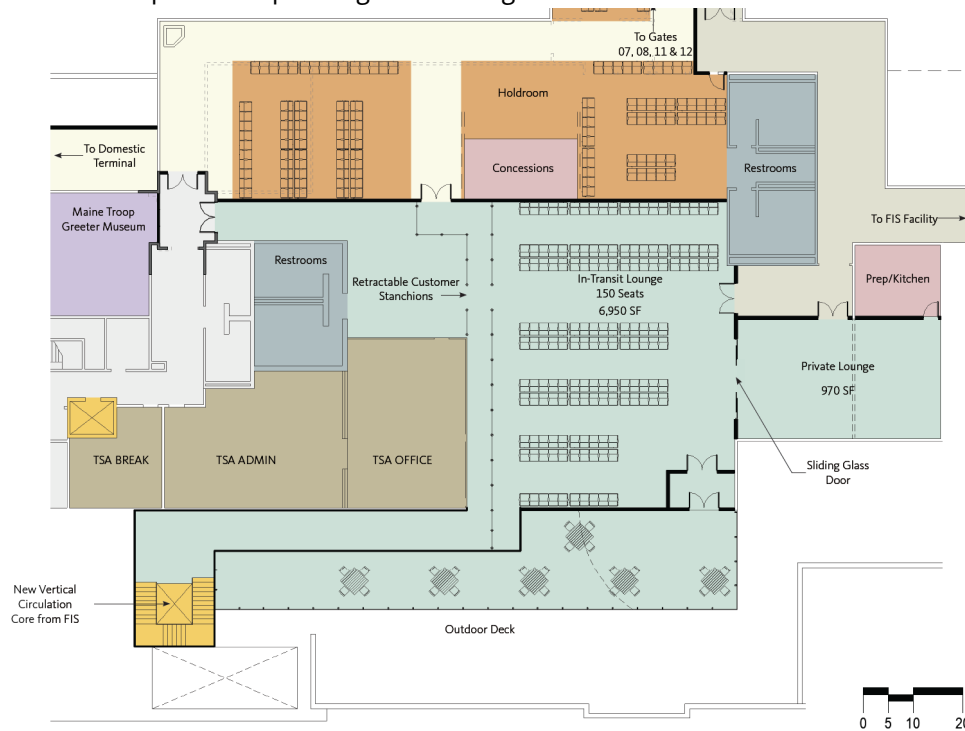 To Gates
07, 08, 11 & 12
Holdroom
To Domestic
Terminal
Concessions
Restrooms
Maine Troop
Greeter Museum
To FIS Facility
Restrooms
Retractable Customer
Stanchions
In-Transit Lounge
150 Seats
6,950 SF
Prep/Kitchen
Private Lounge
970 SF
TSA BREAK
TSA ADMIN
TSA OFFICE
Sliding Glass
Door
New Vertical
Circulation
Core from FIS
Outdoor Deck
0 5 10 20